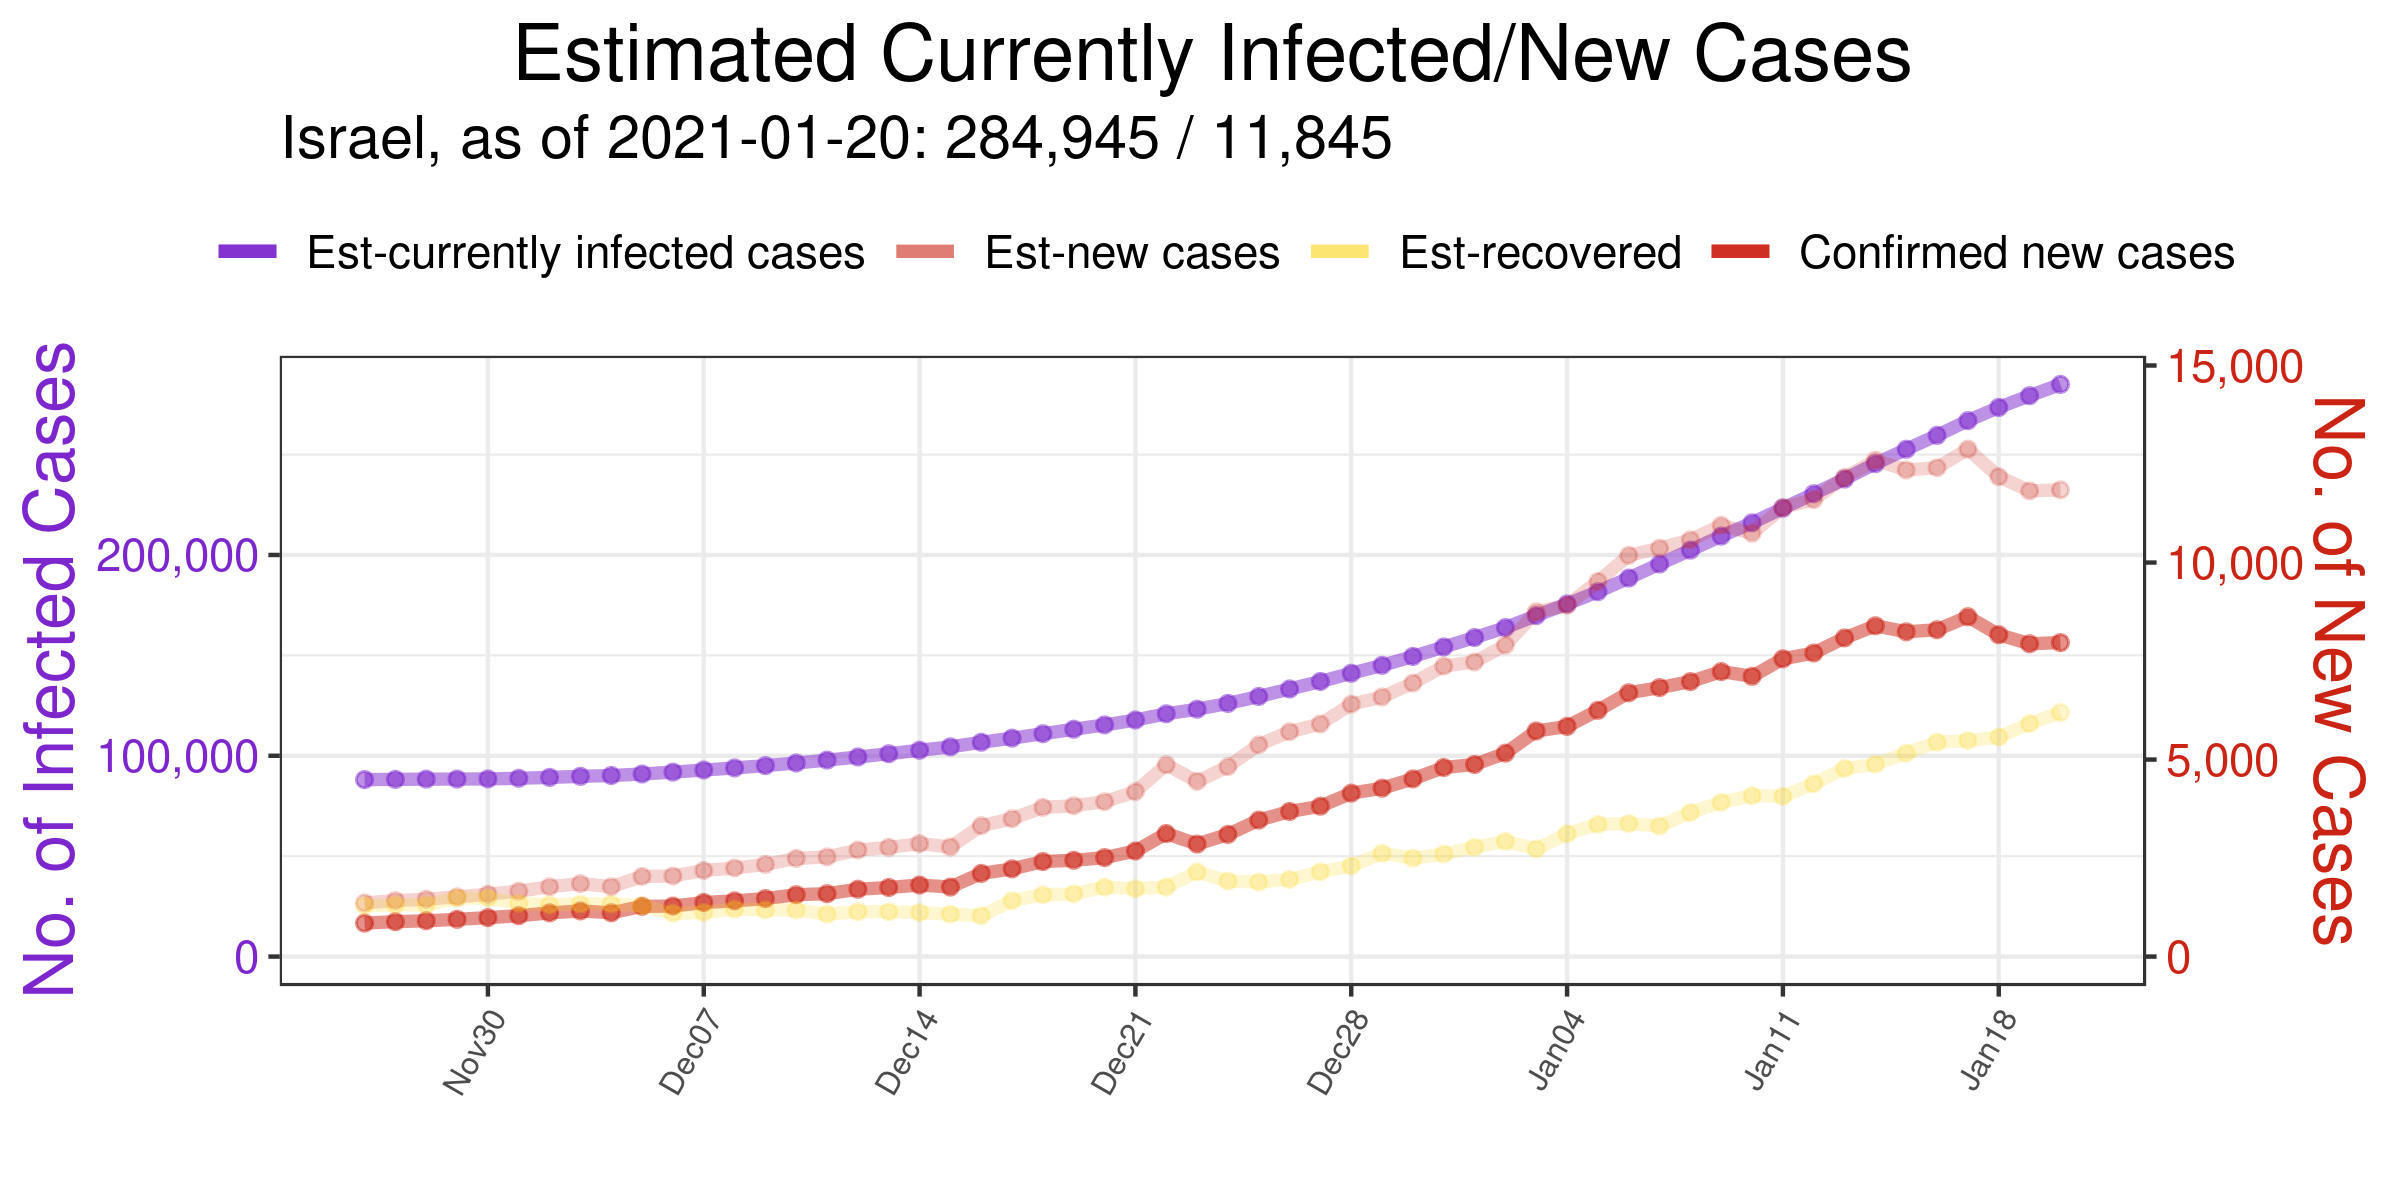 Estimated Currently Infected/New Cases
Israel, as of 2021-01-20: 284,945 / 11,845
Est-currently infected cases Est-new cases Est-recovered Confirmed new cases
No. of Infected Cases
200,000
100,000
0
15,000
10,000
5,000
0
No. of New Cases
Nov30 Dec07 Dec14 Dec21 Dec28 Jan04 Jan11 Jan18